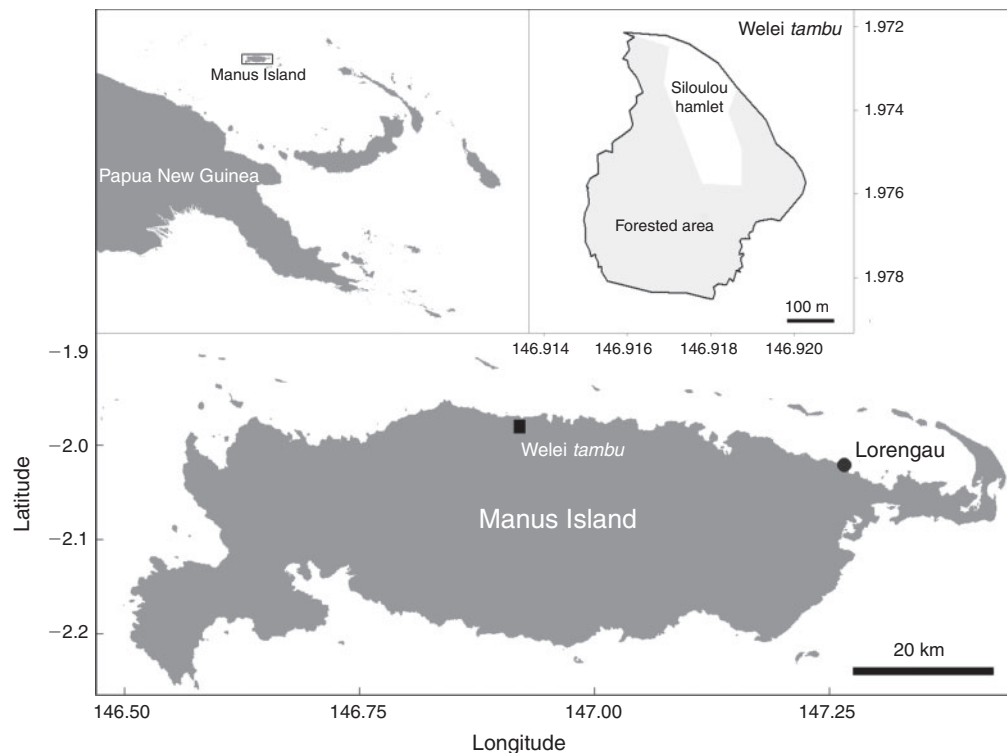 Manus Island
Papua New Guinea
Welei tambu
Siloulou
hamlet
Forested area
100 m
1.972
1.974
1.976
1.978
146.914
146.916
146.918
146.920
−1.9
−2.0
−2.1
−2.2
Latitude
Welei tambu
Lorengau
Manus Island
20 km
146.50
146.75
147.00
147.25
Longitude